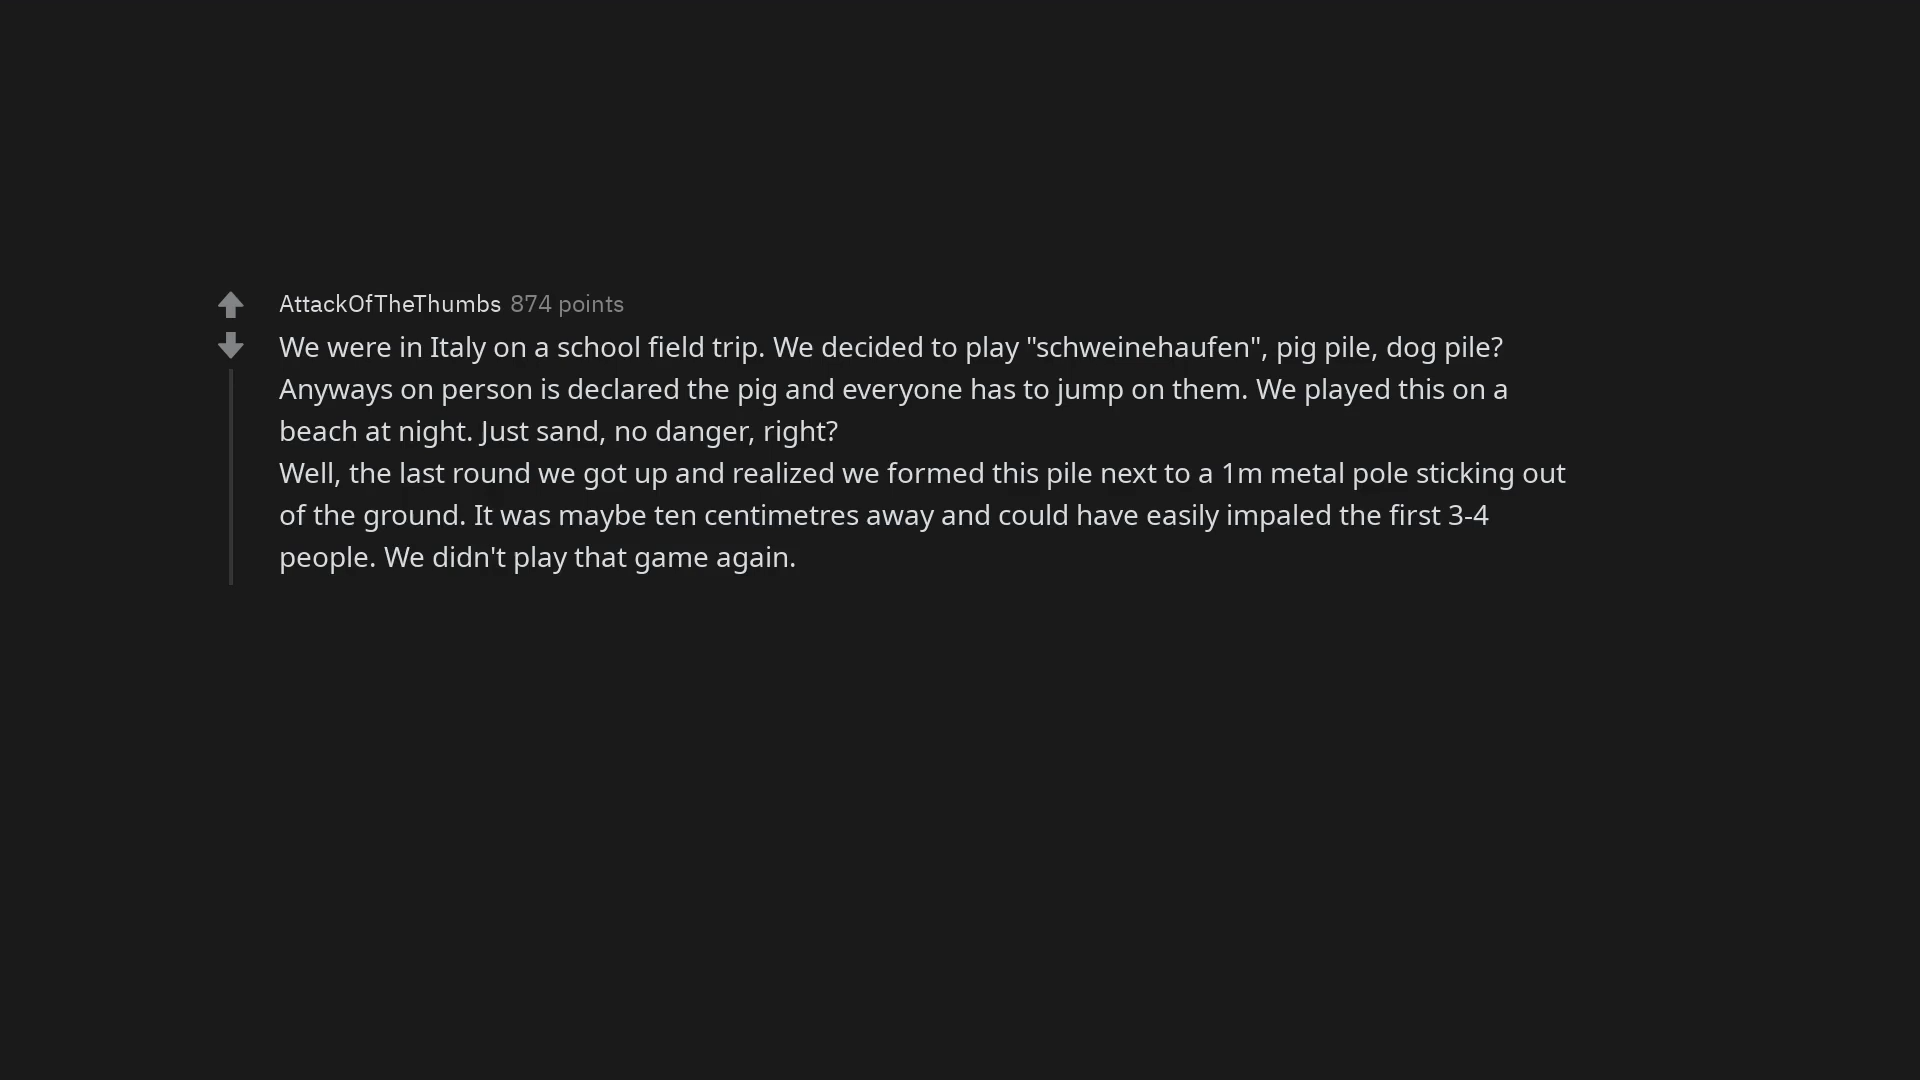 AttackOfTheThumbs 874 points
We were in Italy on a school field trip. We decided to play "schweinehaufen", pig pile, dog pile?
Anyways on person is declared the pig and everyone has to jump on them. We played this on a
beach at night. Just sand, no danger, right?
Well, the last round we got up and realized we formed this pile next to a 1m metal pole sticking out
of the ground. It was maybe ten centimetres away and could have easily impaled the first 3-4
people. We didn't play that game again.